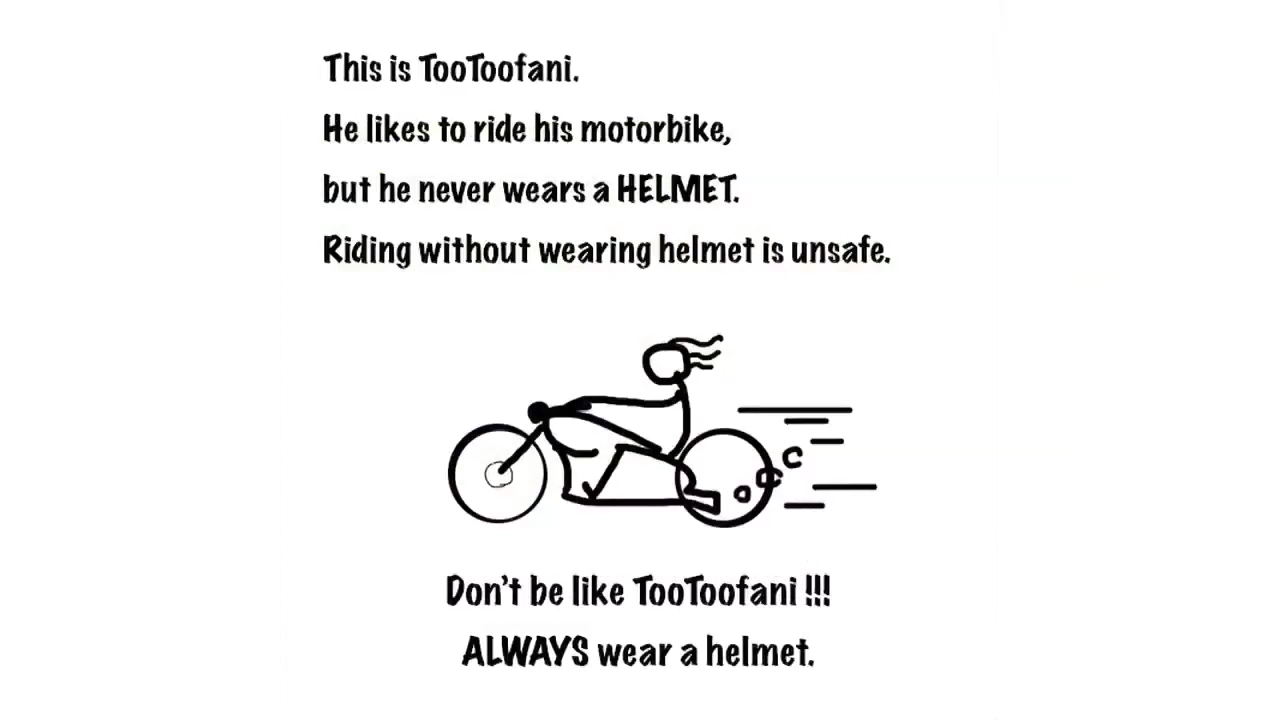 This is TooToofani.
He likes to ride his motorbike,
but he never wears a HELMET.
Riding without wearing helmet is unsafe.
Don't be like TooToofani !!!
ALWAYS wear a helmet.